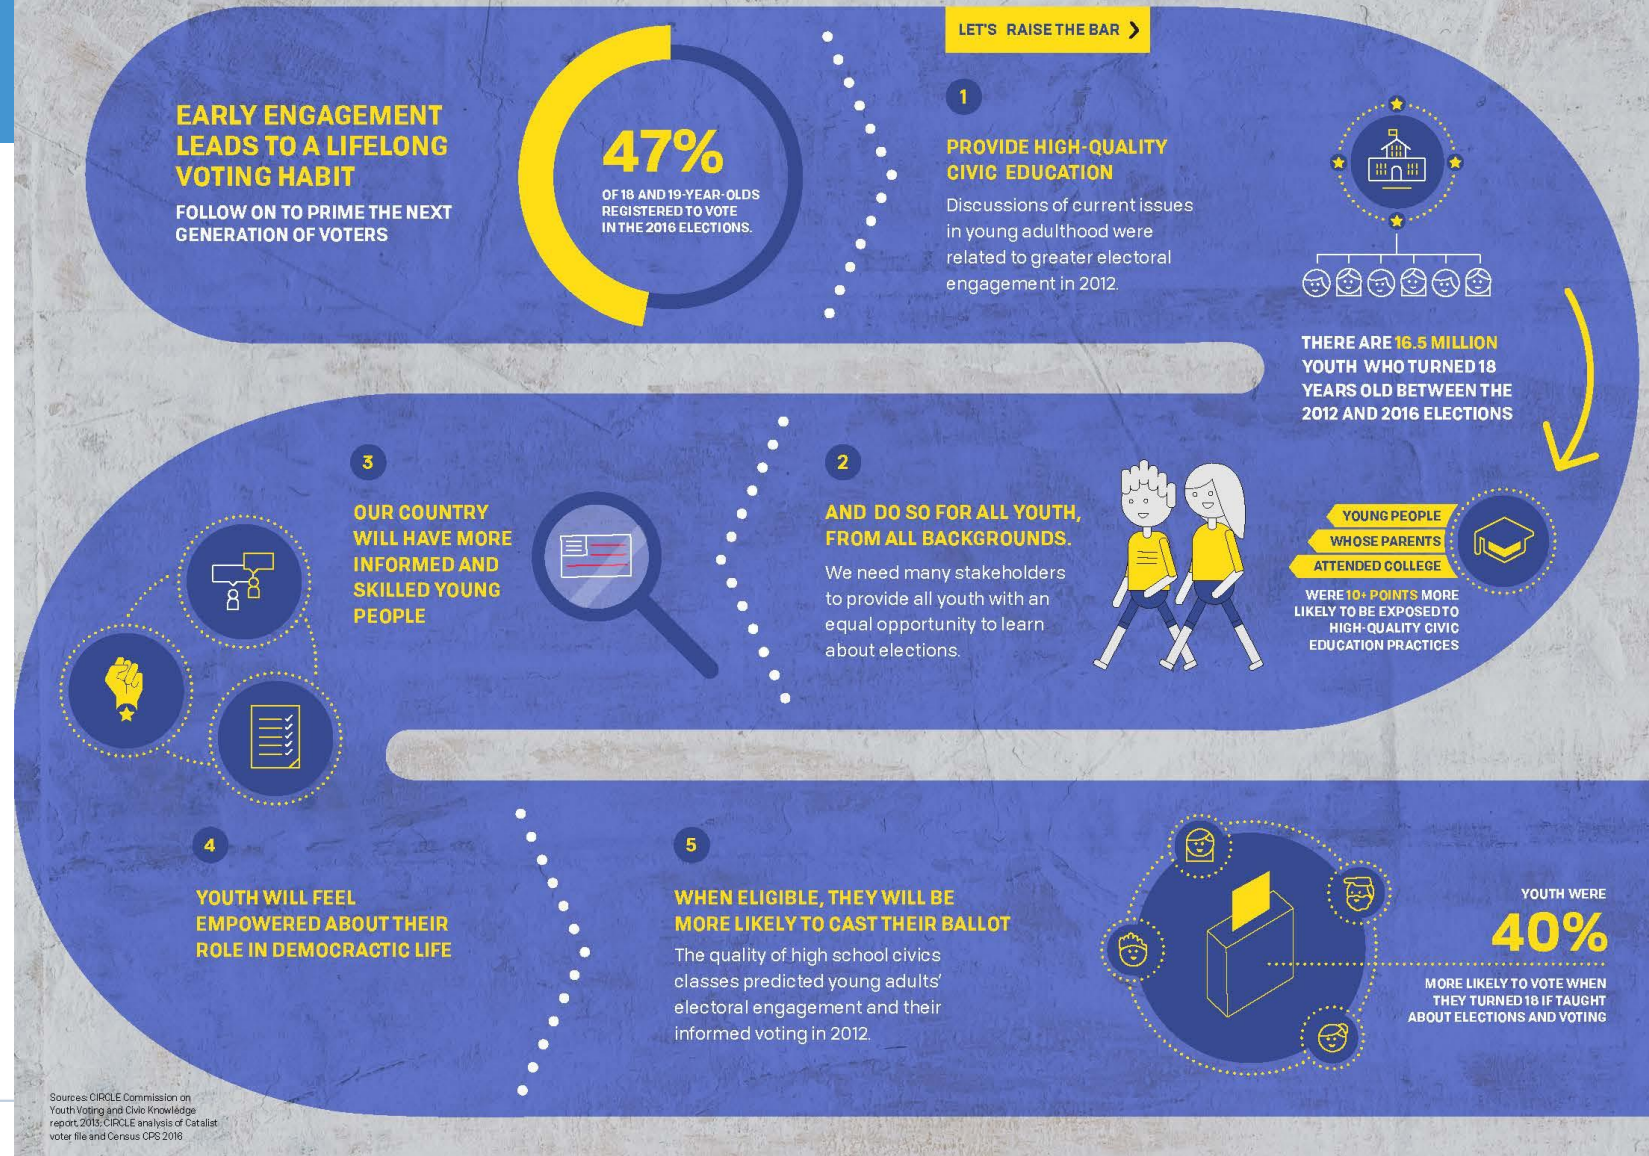 EARLY ENGAGEMENT
LEADS TO A LIFELONG
VOTING HABIT
FOLLOW ON TO PRIME THE NEXT
GENERATION OF VOTERS
47%
OF 18 AND 19-YEAR-OLDS
REGISTERED TO VOTE
IN THE 2016 ELECTIONS.
LET'S RAISE THE BAR
1
PROVIDE HIGH-QUALITY
CIVIC EDUCATION
Discussions of current issues
in young adulthood were
related to greater electoral
engagement in 2012.
THERE ARE 16.5 MILLION
YOUTH WHO TURNED 18
YEARS OLD BETWEEN THE
2012 AND 2016 ELECTIONS
2
AND DO SO FOR ALL YOUTH,
FROM ALL BACKGROUNDS.
We need many stakeholders
to provide all youth with an
equal opportunity to learn
about elections.
YOUNG PEOPLE
WHOSE PARENTS
ATTENDED COLLEGE
WERE 10+ POINTS MORE
LIKELY TO BE EXPOSED TO
HIGH-QUALITY CIVIC
EDUCATION PRACTICES
3
OUR COUNTRY
WILL HAVE MORE
INFORMED AND
SKILLED YOUNG
PEOPLE
4
YOUTH WILL FEEL
EMPOWERED ABOUT THEIR
ROLE IN DEMOCRACTIC LIFE
5
WHEN ELIGIBLE, THEY WILL BE
MORE LIKELY TO CAST THEIR BALLOT
The quality of high school civics
classes predicted young adults'
electoral engagement and their
informed voting in 2012.
YOUTH WERE
40%
MORE LIKELY TO VOTE WHEN
THEY TURNED 18 IF TAUGHT
ABOUT ELECTIONS AND VOTING
Sources: CIRCLE Commission on
Youth Voting and Civic Knowledge
report, 2013; CIRCLE analysis of Catalist
voter file and Census CPS 2016